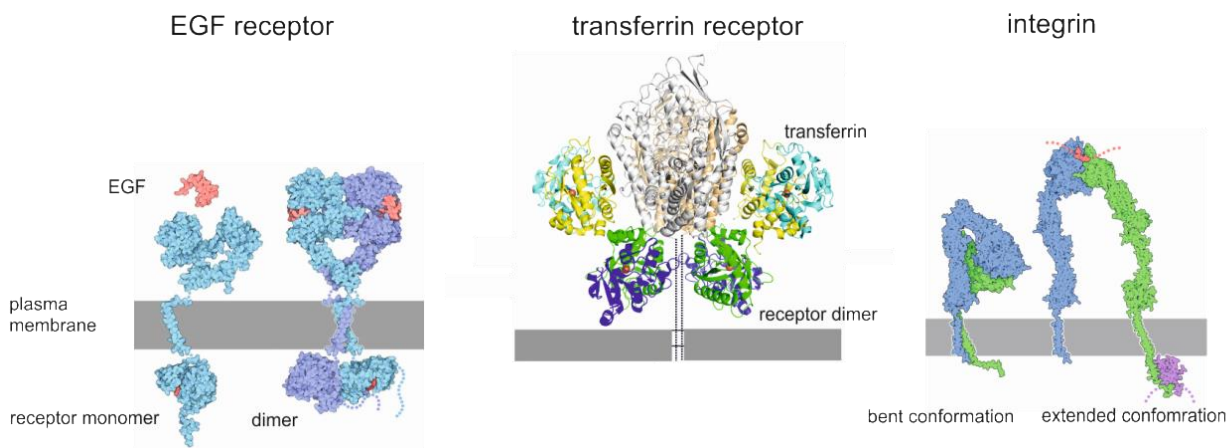 EGF receptor
transferrin receptor
integrin
EGF
transferrin
plasma
membrane
receptor dimer
receptor monomer
dimer
bent conformation
extended confomration